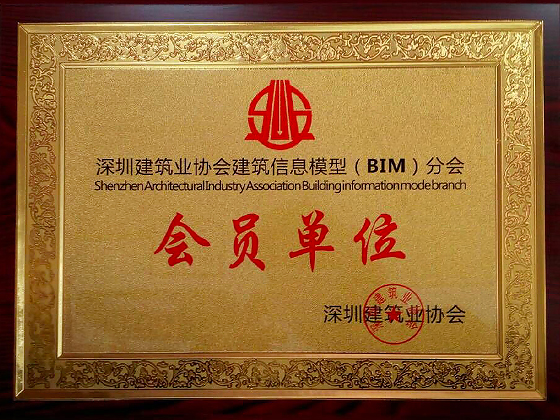 深圳建筑业协会建筑信息模型（BIM）分会
Shenzhen Architectural Industry Association Building information mode branch
会员单位
深圳建筑业协会